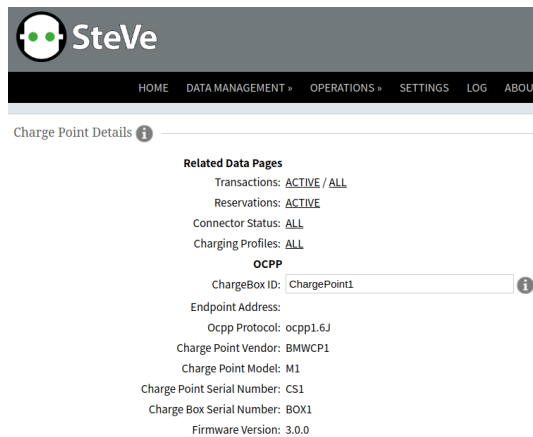 SteVe
HOME DATA MANAGEMENT » OPERATIONS » SETTINGS LOG ABOU
Charge Point Details i
Related Data Pages
Transactions: ACTIVE / ALL
Reservations: ACTIVE
Connector Status: ALL
Charging Profiles: ALL
OCPP
ChargeBox ID: ChargePoint1 i
Endpoint Address:
Ocpp Protocol: ocpp1.6J
Charge Point Vendor: BMWCP1
Charge Point Model: M1
Charge Point Serial Number: CS1
Charge Box Serial Number: BOX1
Firmware Version: 3.0.0